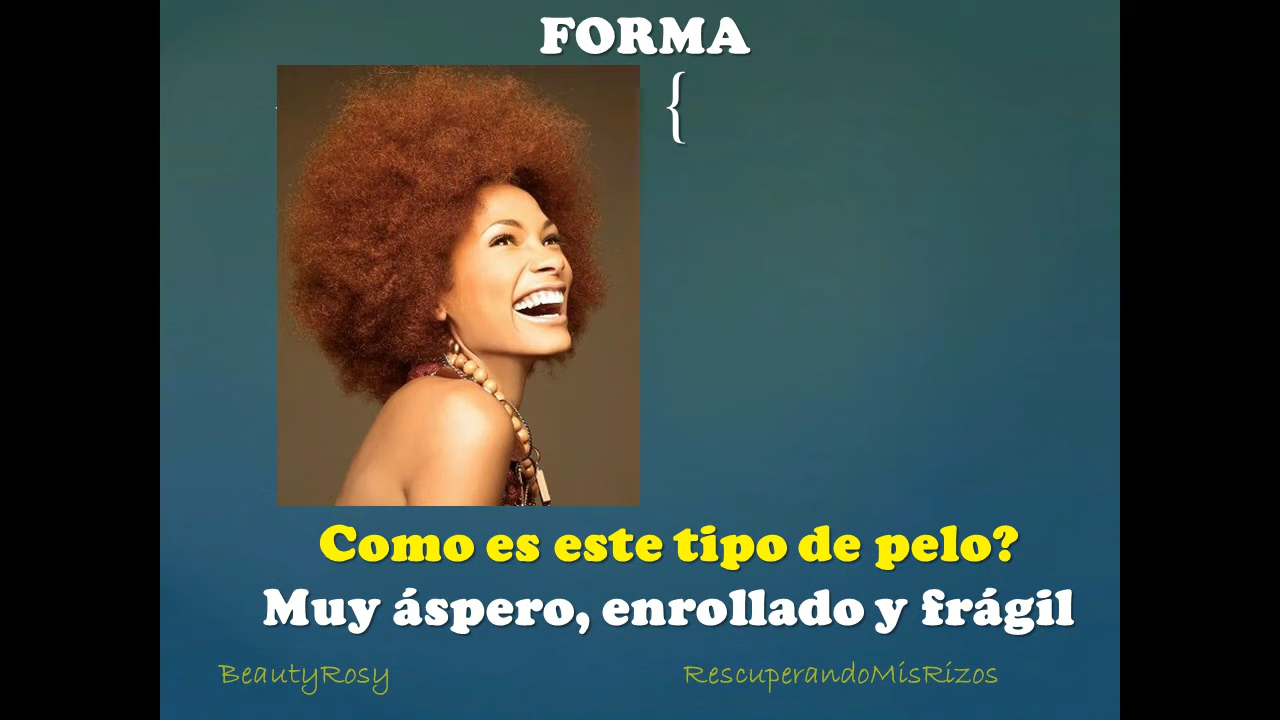 FORMA
{
Como es este tipo de pelo?
Muy áspero, enrollado y frágil
BeautyRosy
RescuperandoMisRizos